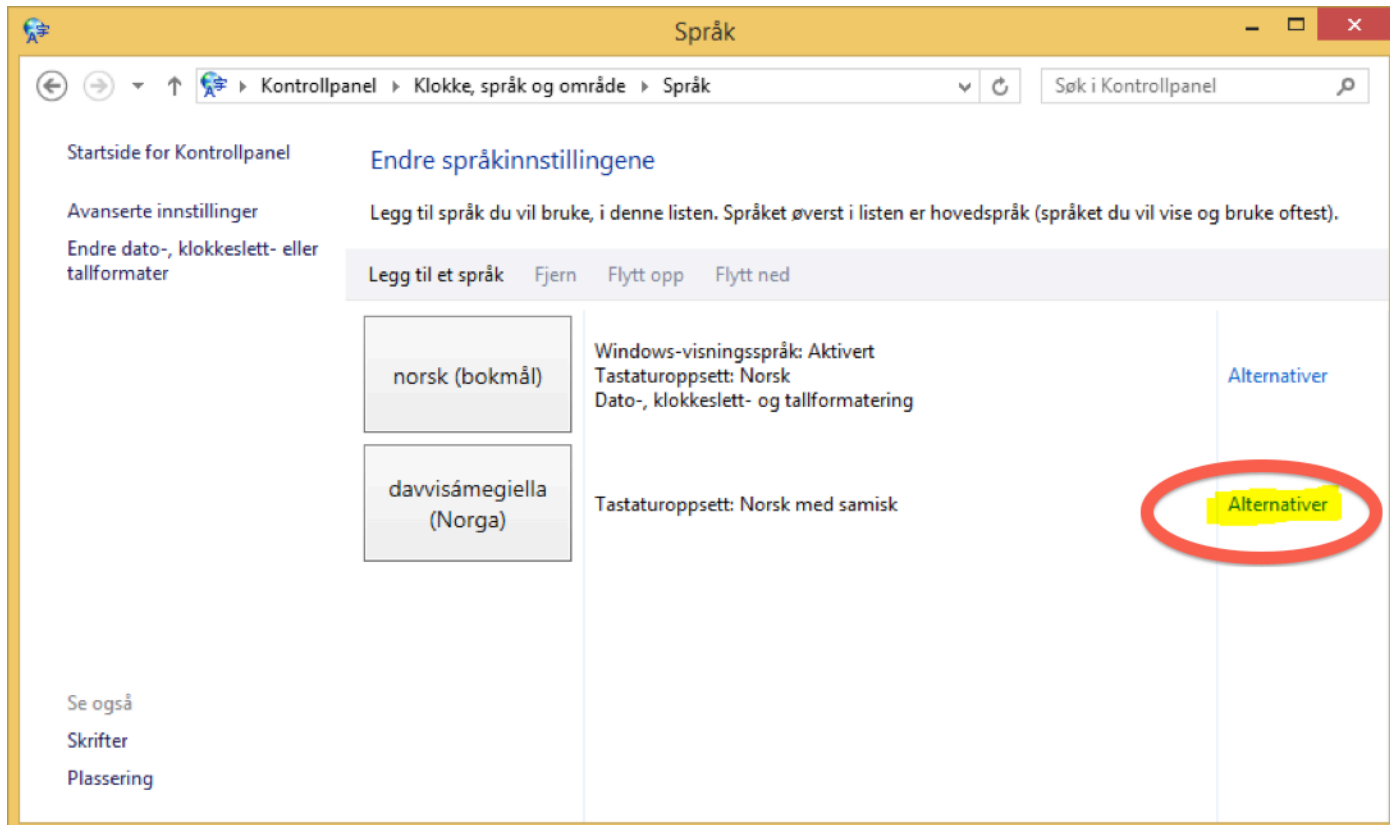 Språk
Kontrollpanel Klokke, språk og område Språk
Søk i Kontrollpanel
Startside for Kontrollpanel
Avanserte innstillinger
Endre dato-, klokkeslett- eller
tallformater
Endre språkinnstillingene
Legg til språk du vil bruke, i denne listen. Språket øverst i listen er hovedspråk (språket du vil vise og bruke oftest).
Legg til et språk Fjern Flytt opp Flytt ned
norsk (bokmål)
Windows-visningsspråk: Aktivert
Tastaturoppsett: Norsk
Dato-, klokkeslett- og tallformatering
Alternativer
davvisámegiella
(Norga)
Tastaturoppsett: Norsk med samisk
Alternativer
Se også
Skrifter
Plassering